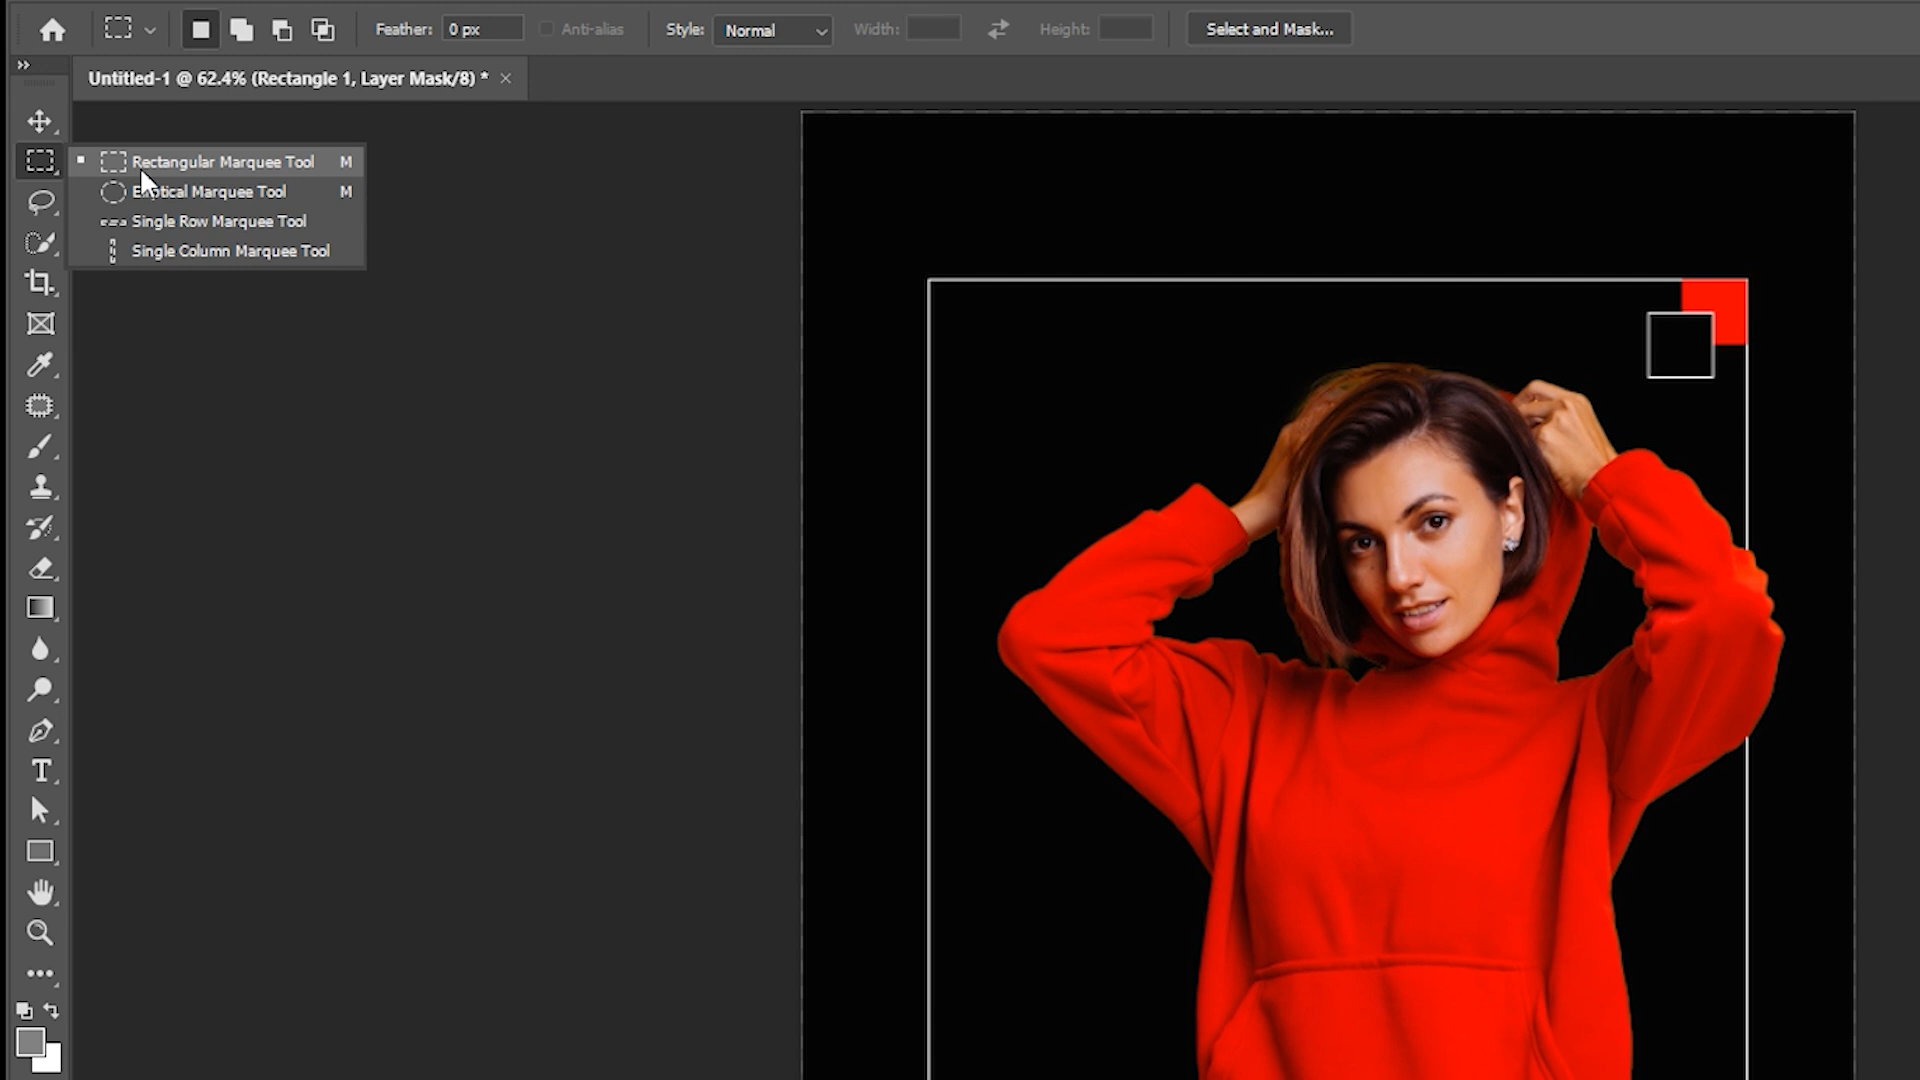 Feather: 0 px Anti-alias Style: Normal Width: Height: Select and Mask...
Untitled-1 @ 62.4% (Rectangle 1, Layer Mask/8) * ×
Rectangular Marquee Tool M
Elliptical Marquee Tool M
Single Row Marquee Tool
Single Column Marquee Tool